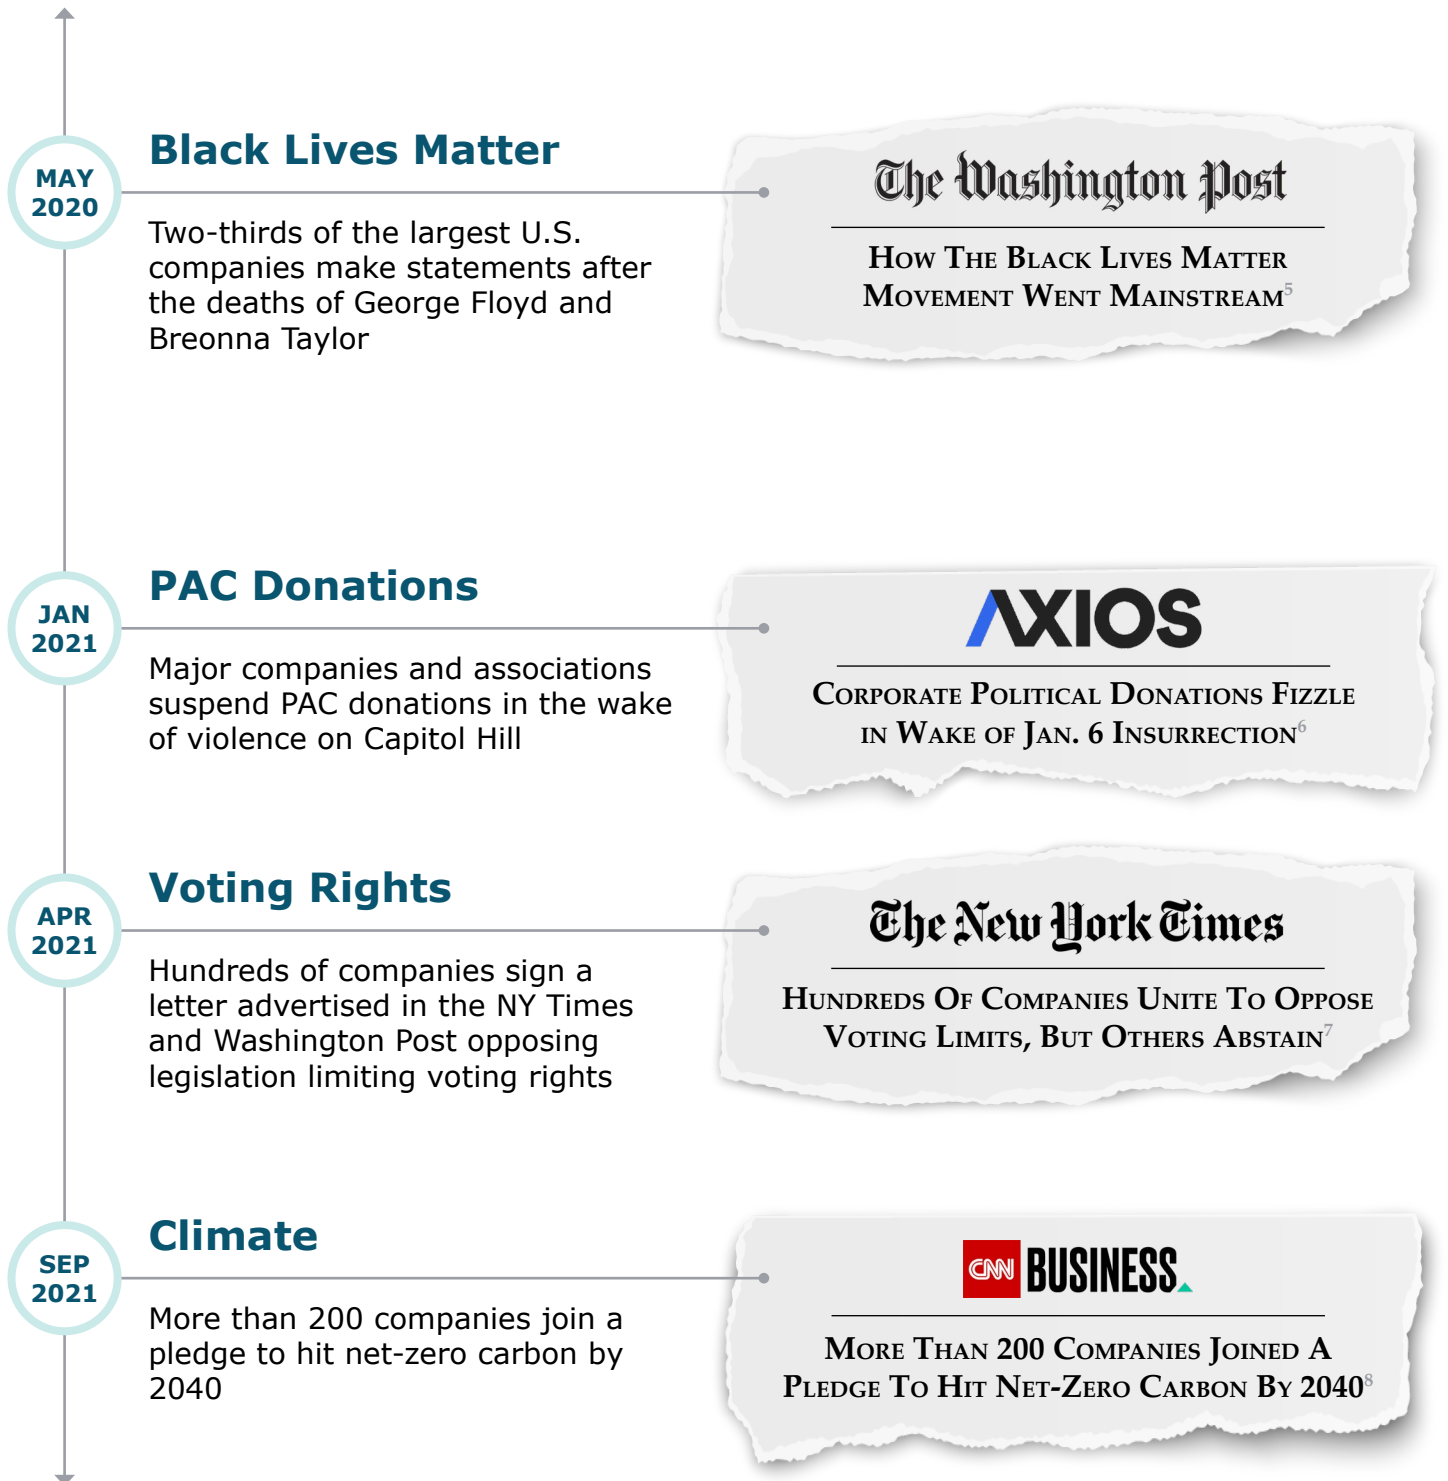 Black Lives Matter
MAY
2020
Two-thirds of the largest U.S.
companies make statements after
the deaths of George Floyd and
Breonna Taylor
The Washington Post
HOW THE BLACK LIVES MATTER
MOVEMENT WENT MAINSTREAM5
PAC Donations
JAN
2021
Major companies and associations
suspend PAC donations in the wake
of violence on Capitol Hill
AXIOS
CORPORATE POLITICAL DONATIONS FIZZLE
IN WAKE OF JAN. 6 INSURRECTION6
Voting Rights
APR
2021
Hundreds of companies sign a
letter advertised in the NY Times
and Washington Post opposing
legislation limiting voting rights
The New York Times
HUNDREDS OF COMPANIES UNITE TO OPPOSE
VOTING LIMITS, BUT OTHERS ABSTAIN7
Climate
SEP
2021
More than 200 companies join a
pledge to hit net-zero carbon by
2040
CNN BUSINESS
MORE THAN 200 COMPANIES JOINED A
PLEDGE TO HIT NET-ZERO CARBON BY 20408